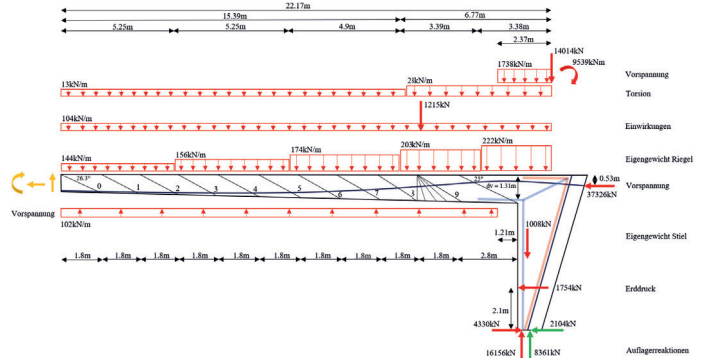 22.17m
15.39m 6.77m
5.25m 5.25m 4.9m 3.39m 3.38m
2.37m
14014kN
1738kN/m 9539kNm
Vorspannung
13kN/m 23kN/m
Torsion
1215kN
104kN/m
Einwirkungen
144kN/m 156kN/m 174kN/m 203kN/m 222kN/m
Eigengewicht Riegel
26.3° 25°
0 1 2 3 4 5 6 7 8 9
dv = 1.31m
0.53m
Vorspannung
37326kN
Vorspannung
102kN/m
1.21m
1008kN
Eigengewicht Stiel
1.8m 1.8m 1.8m 1.8m 1.8m 1.8m 1.8m 1.8m 1.8m 1.8m 2.8m
1754kN
Erddruck
2.1m
4330kN 2104kN
16156kN 8361kN
Auflagerreaktionen